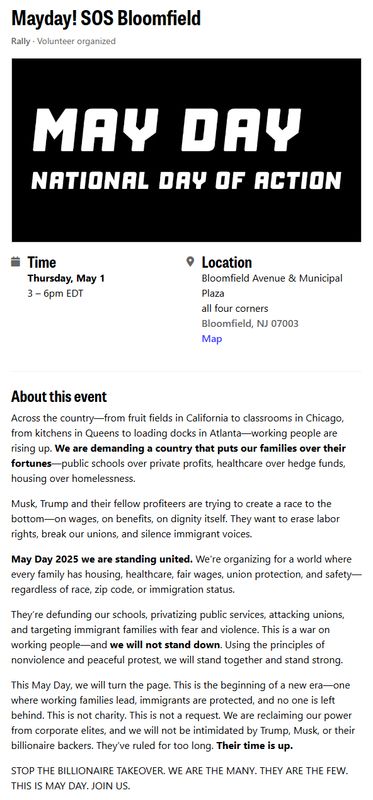 Mayday! SOS Bloomfield
Rally · Volunteer organized
MAY DAY
NATIONAL DAY OF ACTION
Time
Thursday, May 1
3 – 6pm EDT
Location
Bloomfield Avenue & Municipal
Plaza
all four corners
Bloomfield, NJ 07003
Map
About this event
Across the country—from fruit fields in California to classrooms in Chicago,
from kitchens in Queens to loading docks in Atlanta—working people are
rising up. We are demanding a country that puts our families over their
fortunes—public schools over private profits, healthcare over hedge funds,
housing over homelessness.
Musk, Trump and their fellow profiteers are trying to create a race to the
bottom—on wages, on benefits, on dignity itself. They want to erase labor
rights, break our unions, and silence immigrant voices.
May Day 2025 we are standing united. We're organizing for a world where
every family has housing, healthcare, fair wages, union protection, and safety—
regardless of race, zip code, or immigration status.
They're defunding our schools, privatizing public services, attacking unions,
and targeting immigrant families with fear and violence. This is a war on
working people—and we will not stand down. Using the principles of
nonviolence and peaceful protest, we will stand together and stand strong.
This May Day, we will turn the page. This is the beginning of a new era—one
where working families lead, immigrants are protected, and no one is left
behind. This is not charity. This is not a request. We are reclaiming our power
from corporate elites, and we will not be intimidated by Trump, Musk, or their
billionaire backers. They've ruled for too long. Their time is up.
STOP THE BILLIONAIRE TAKEOVER. WE ARE THE MANY. THEY ARE THE FEW.
THIS IS MAY DAY. JOIN US.